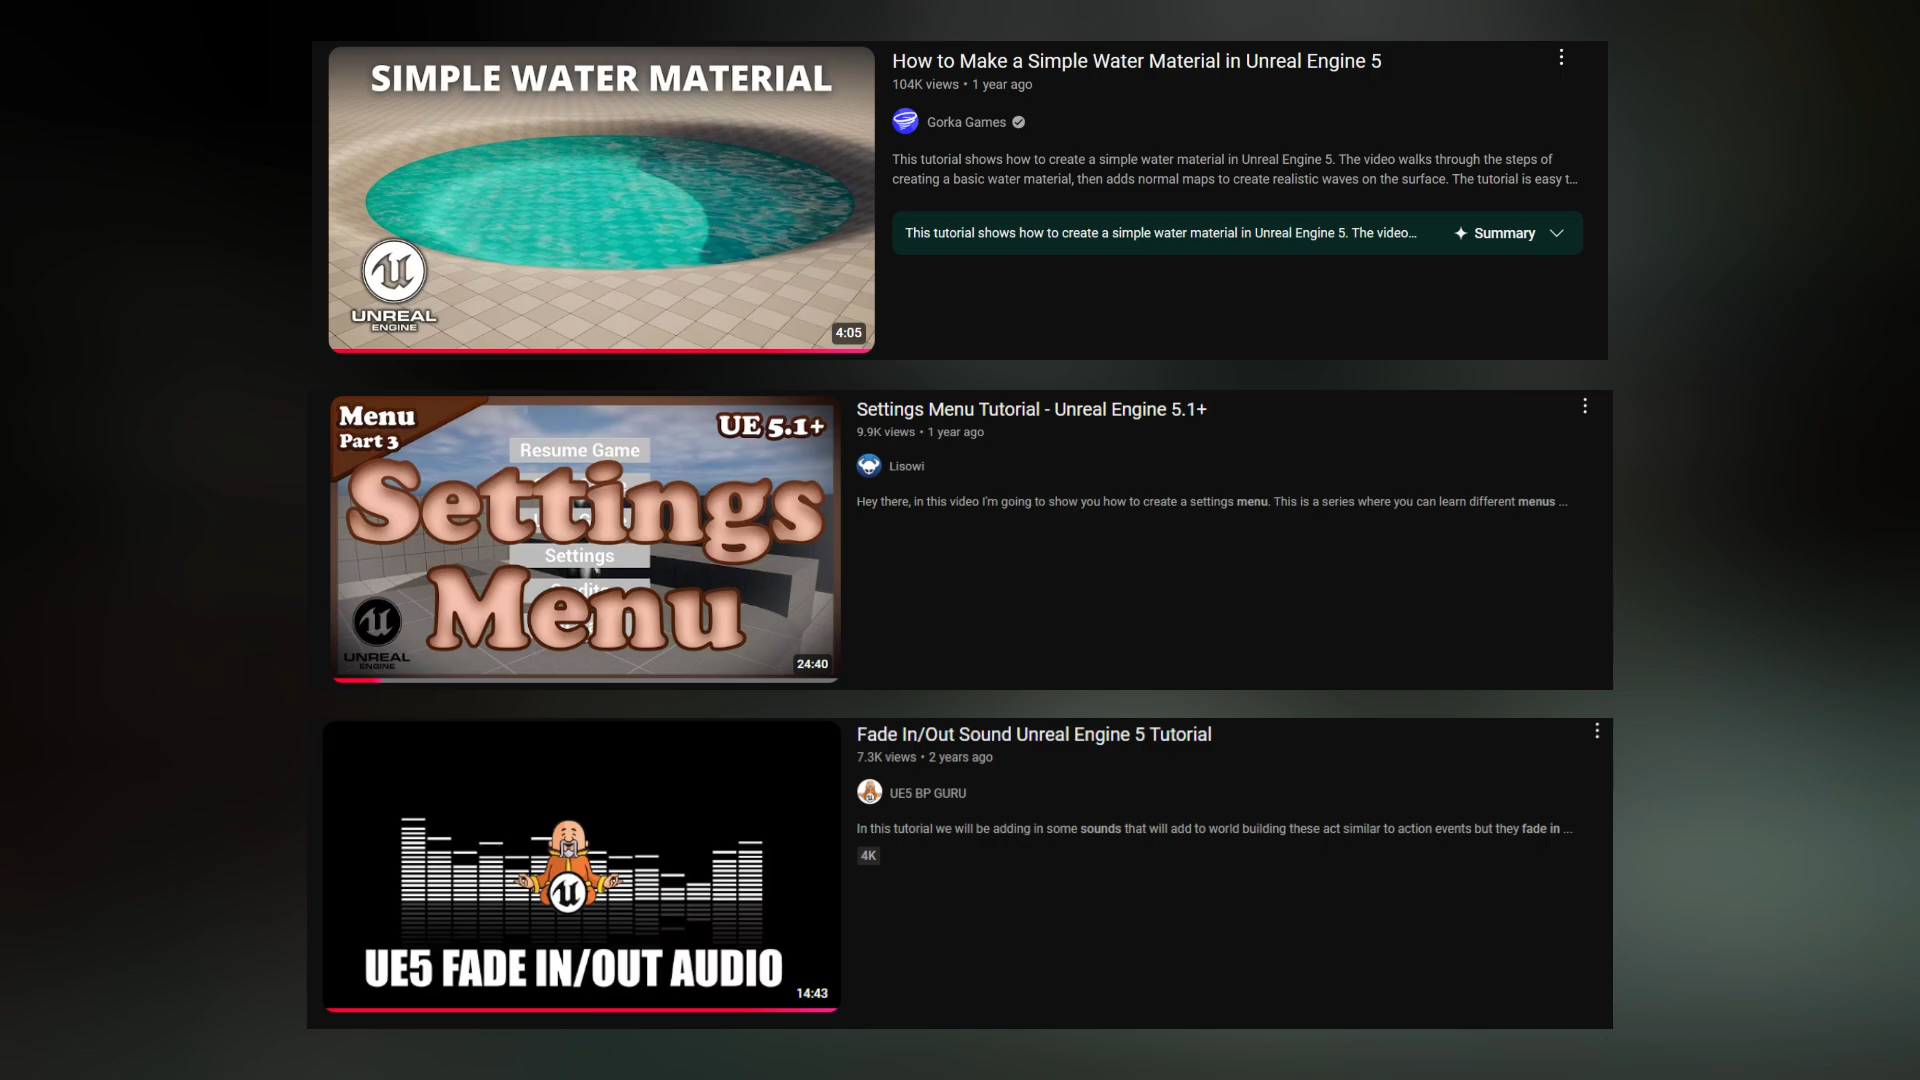 SIMPLE WATER MATERIAL
UNREAL
ENGINE
4:05
How to Make a Simple Water Material in Unreal Engine 5
104K views • 1 year ago
Gorka Games
This tutorial shows how to create a simple water material in Unreal Engine 5. The video walks through the steps of
creating a basic water material, then adds normal maps to create realistic waves on the surface. The tutorial is easy t...
This tutorial shows how to create a simple water material in Unreal Engine 5. The video...
Summary
Menu
Part 3
UE 5.1+
Resume Game
Settings
Settings
Menu
UNREAL
ENGINE
24:40
Settings Menu Tutorial - Unreal Engine 5.1+
9.9K views • 1 year ago
Lisowi
Hey there, in this video I'm going to show you how to create a settings menu. This is a series where you can learn different menus ...
UE5 FADE IN/OUT AUDIO
14:43
Fade In/Out Sound Unreal Engine 5 Tutorial
7.3K views • 2 years ago
UE5 BP GURU
In this tutorial we will be adding in some sounds that will add to world building these act similar to action events but they fade in ...
4K